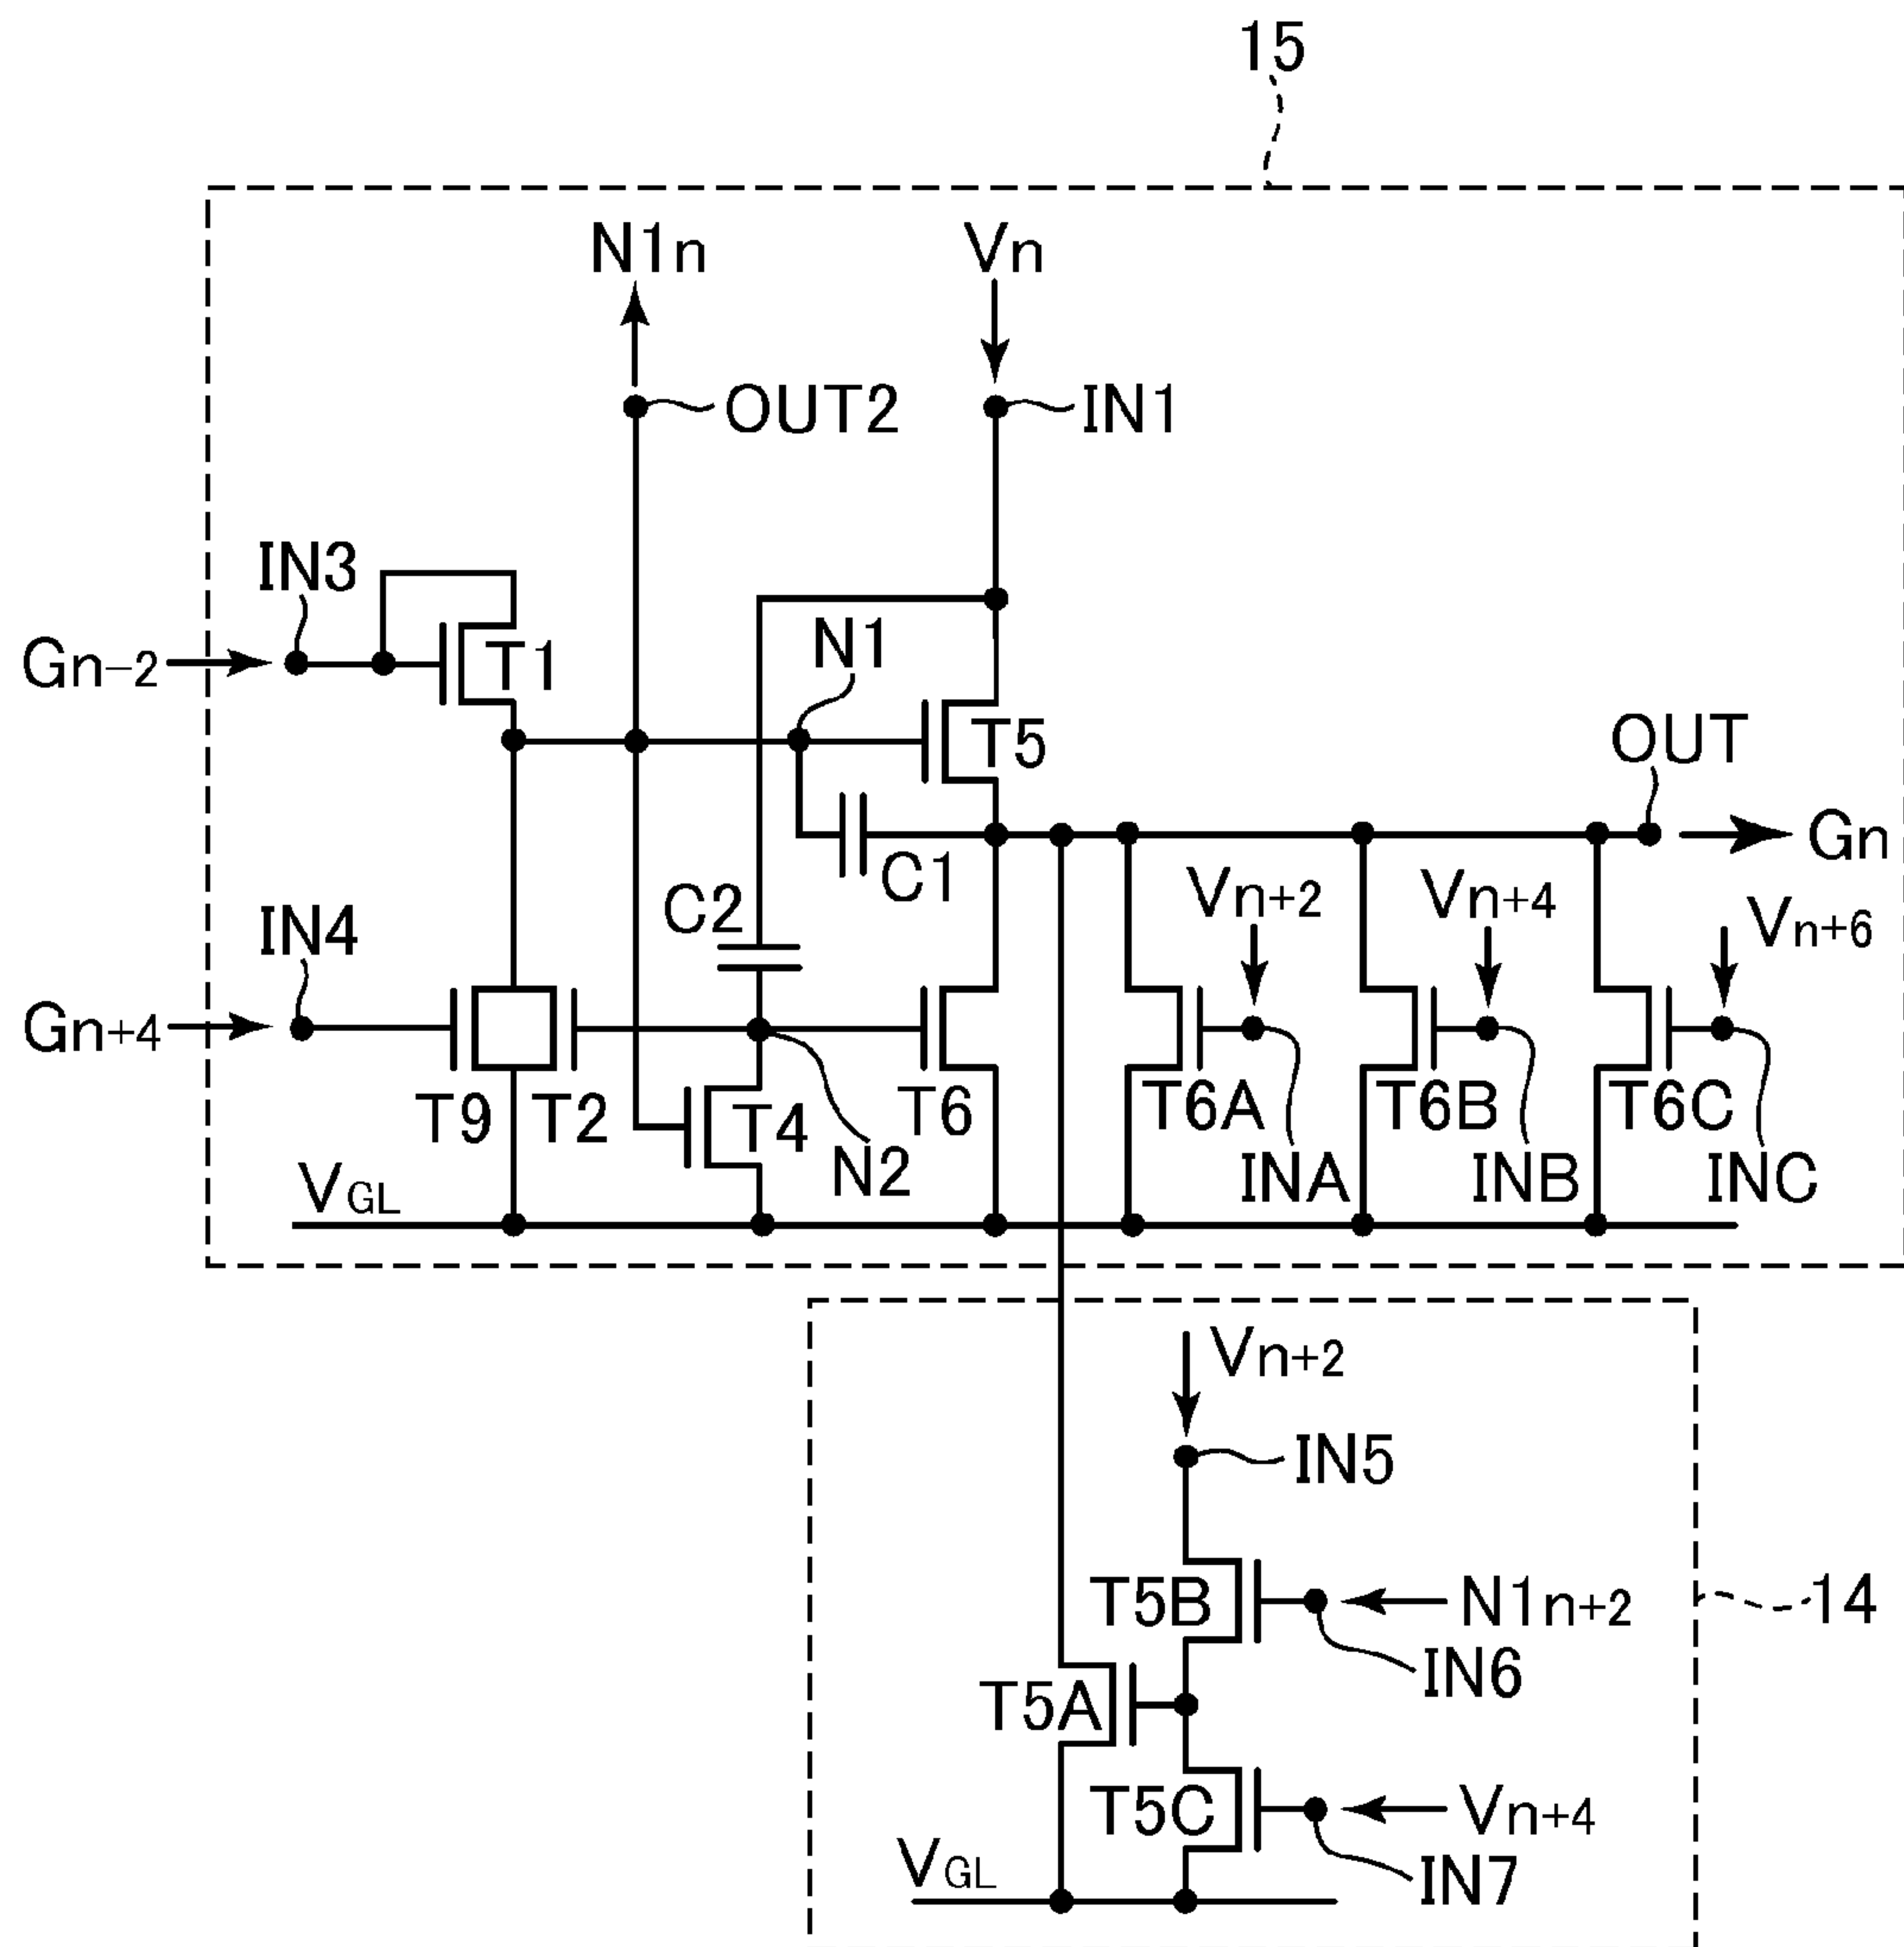 15
N1n
Vn
OUT2
IN1
IN3
Gn-2
T1
N1
T5
OUT
Gn
C1
C2
Vn+2
Vn+4
Vn+6
IN4
Gn+4
T9
T2
T4
T6
T6A
T6B
T6C
N2
INA
INB
INC
VGL
Vn+2
IN5
T5B
N1n+2
14
IN6
T5A
T5C
Vn+4
VGL
IN7